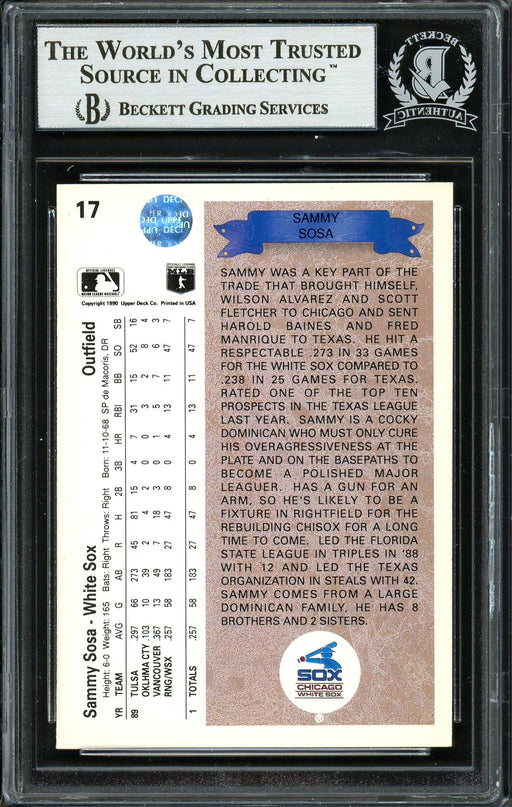 THE WORLD'S MOST TRUSTED
SOURCE IN COLLECTING™
BECKETT GRADING SERVICES
B
BECKETT
AUTHENTIC
17
UPPER DECK
SAMMY
SOSA
SAMMY WAS A KEY PART OF THE
TRADE THAT BROUGHT HIMSELF,
WILSON ALVAREZ AND SCOTT
FLETCHER TO CHICAGO AND SENT
HAROLD BAINES AND FRED
MANRIQUE TO TEXAS. HE HIT A
RESPECTABLE .273 IN 33 GAMES
FOR THE WHITE SOX COMPARED TO
.238 IN 25 GAMES FOR TEXAS.
RATED ONE OF THE TOP TEN
PROSPECTS IN THE TEXAS LEAGUE
LAST YEAR. SAMMY IS A COCKY
DOMINICAN WHO MUST ONLY CURE
HIS OVERAGRESSIVENESS AT THE
PLATE AND ON THE BASEPATHS TO
BECOME A POLISHED MAJOR
LEAGUER. HAS A GUN FOR AN
ARM, SO HE'S LIKELY TO BE A
FIXTURE IN RIGHTFIELD FOR THE
REBUILDING CHISOX FOR A LONG
TIME TO COME. LED THE FLORIDA
STATE LEAGUE IN TRIPLES IN '88
WITH 12 AND LED THE TEXAS
ORGANIZATION IN STEALS WITH 42.
SAMMY COMES FROM A LARGE
DOMINICAN FAMILY, HE HAS 8
BROTHERS AND 2 SISTERS.
SOX
CHICAGO
WHITE SOX
Copyright 1990 Upper Deck Co. Printed in USA
Sammy Sosa - White Sox Outfield
Height: 6-0 Weight: 165 Bats: Right Throws: Right Born: 11-10-68 SP de Macoris, DR
YR TEAM AVG G AB R H 2B 3B HR RBI BB SO SB
89 TULSA .297 66 273 45 81 15 4 7 31 15 52 16
OKLHMA CTY .103 10 39 2 4 2 0 0 3 2 8 4
VANCOUVER .367 13 49 7 18 3 0 1 5 7 6 3
RNG/WSX .257 58 183 27 47 8 0 4 13 11 47 7
1 TOTALS .257 58 183 27 47 8 0 4 13 11 47 7